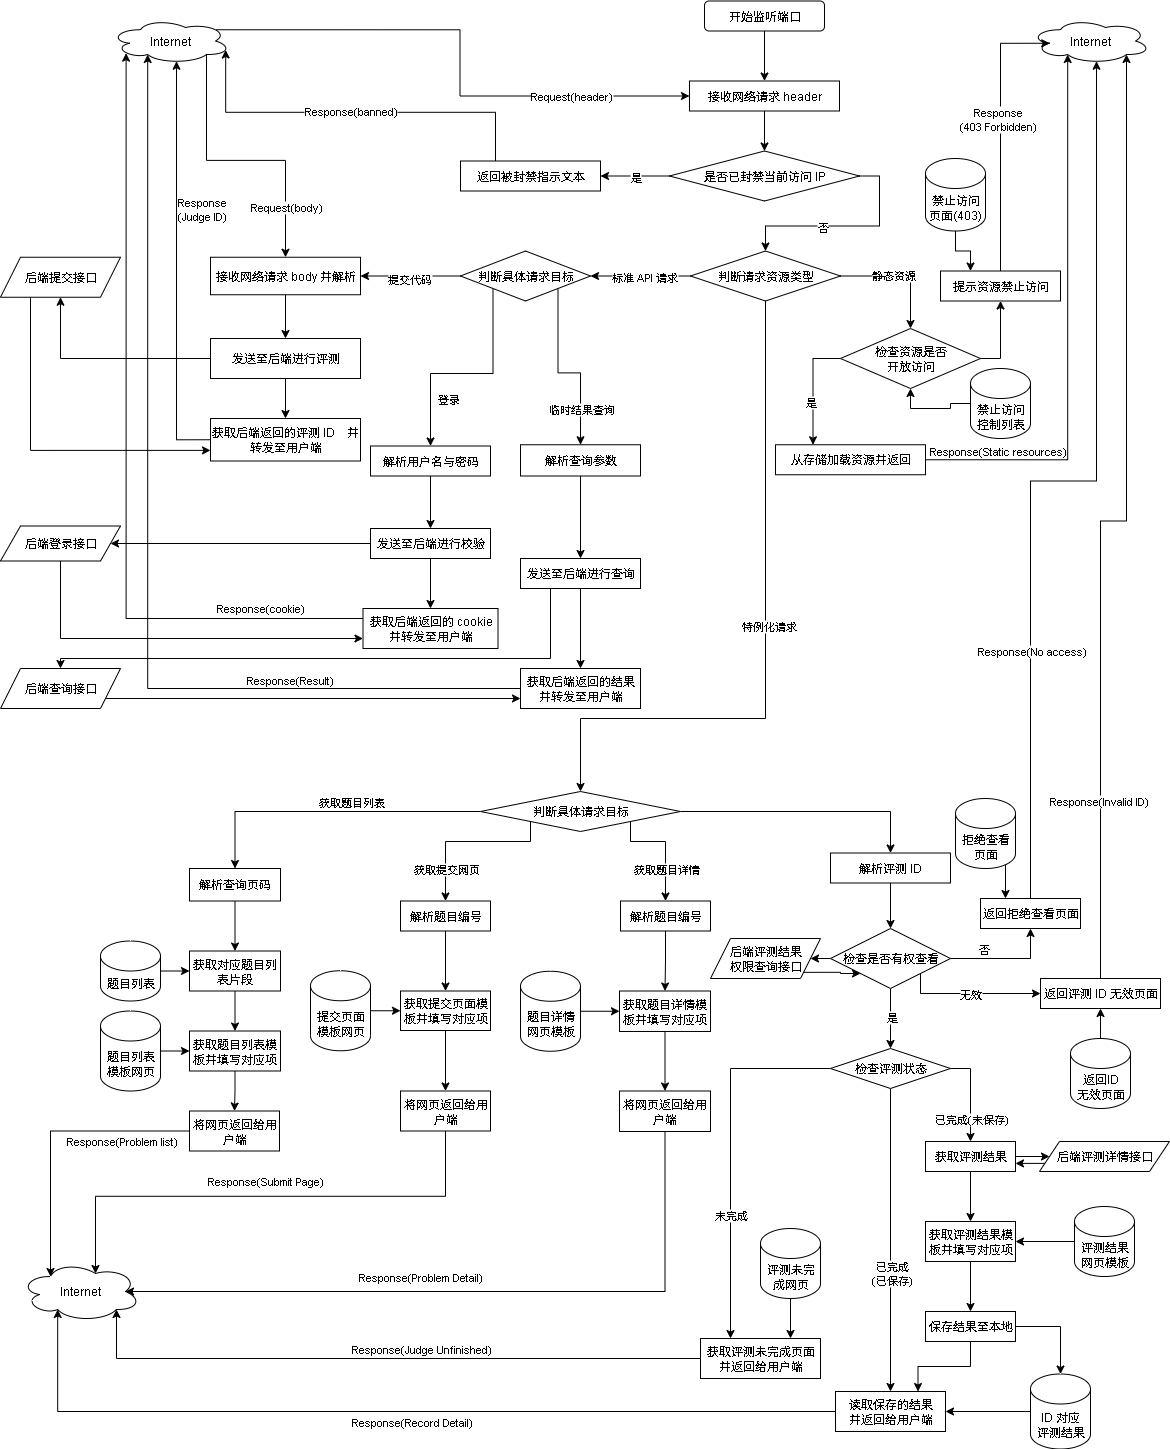 开始监听端口
Internet
Internet
Request(header)
接收网络请求 header
Response(banned)
Response
(403 Forbidden)
返回被封禁指示文本
是
是否已封禁当前访问 IP
禁止访问
页面(403)
Response
(Judge ID)
Request(body)
否
后端提交接口
接收网络请求 body 并解析
提交代码
判断具体请求目标
标准 API 请求
判断请求资源类型
静态资源
提示资源禁止访问
发送至后端进行评测
检查资源是否
开放访问
登录
临时结果查询
是
禁止访问
控制列表
获取后端返回的评测 ID 并
转发至用户端
解析用户名与密码
解析查询参数
从存储加载资源并返回
Response(Static resources)
后端登录接口
发送至后端进行校验
发送至后端进行查询
Response(cookie)
获取后端返回的 cookie
并转发至用户端
特例化请求
Response(No access)
后端查询接口
Response(Result)
获取后端返回的结果
并转发至用户端
获取题目列表
判断具体请求目标
Response(Invalid ID)
拒绝查看
页面
获取提交网页
获取题目详情
解析评测 ID
解析查询页码
解析题目编号
解析题目编号
返回拒绝查看页面
后端评测结果
权限查询接口
检查是否有权查看
否
题目列表
获取对应题目列
表片段
无效
返回评测 ID 无效页面
提交页面
模板网页
获取提交页面模
板并填写对应项
题目详情
网页模板
获取题目详情模
板并填写对应项
是
题目列表
模板网页
获取题目列表模
板并填写对应项
检查评测状态
返回ID
无效页面
将网页返回给用
户端
将网页返回给用
户端
将网页返回给用
户端
已完成(未保存)
Response(Problem list)
获取评测结果
后端评测详情接口
Response(Submit Page)
未完成
获取评测结果模
板并填写对应项
评测结果
网页模板
Internet
Response(Problem Detail)
评测未完
成网页
已完成
(已保存)
保存结果至本地
Response(Judge Unfinished)
获取评测未完成页面
并返回给用户端
读取保存的结果
并返回给用户端
ID 对应
评测结果
Response(Record Detail)